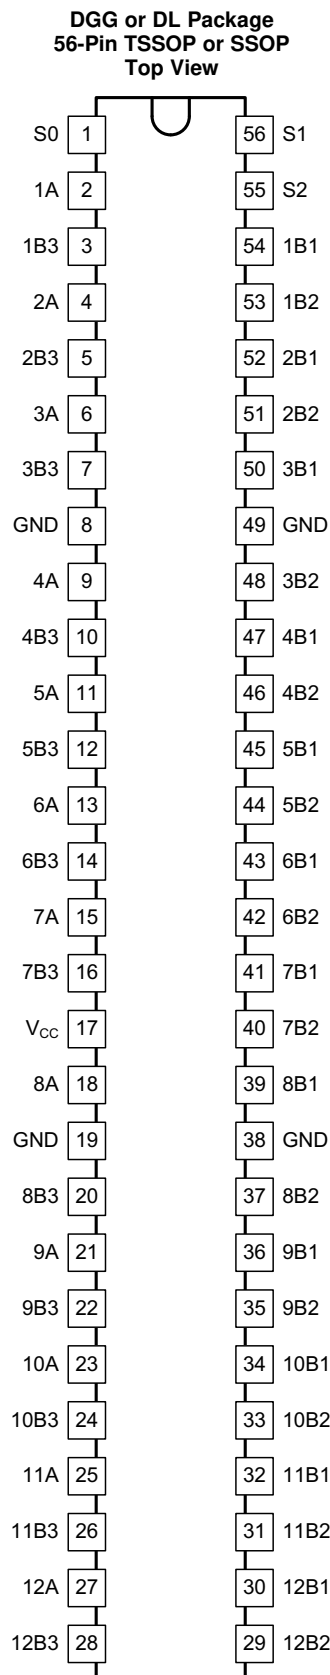 DGG or DL Package
56-Pin TSSOP or SSOP
Top View
S0 1 56 S1
1A 2 55 S2
1B3 3 54 1B1
2A 4 53 1B2
2B3 5 52 2B1
3A 6 51 2B2
3B3 7 50 3B1
GND 8 49 GND
4A 9 48 3B2
4B3 10 47 4B1
5A 11 46 4B2
5B3 12 45 5B1
6A 13 44 5B2
6B3 14 43 6B1
7A 15 42 6B2
7B3 16 41 7B1
VCC 17 40 7B2
8A 18 39 8B1
GND 19 38 GND
8B3 20 37 8B2
9A 21 36 9B1
9B3 22 35 9B2
10A 23 34 10B1
10B3 24 33 10B2
11A 25 32 11B1
11B3 26 31 11B2
12A 27 30 12B1
12B3 28 29 12B2